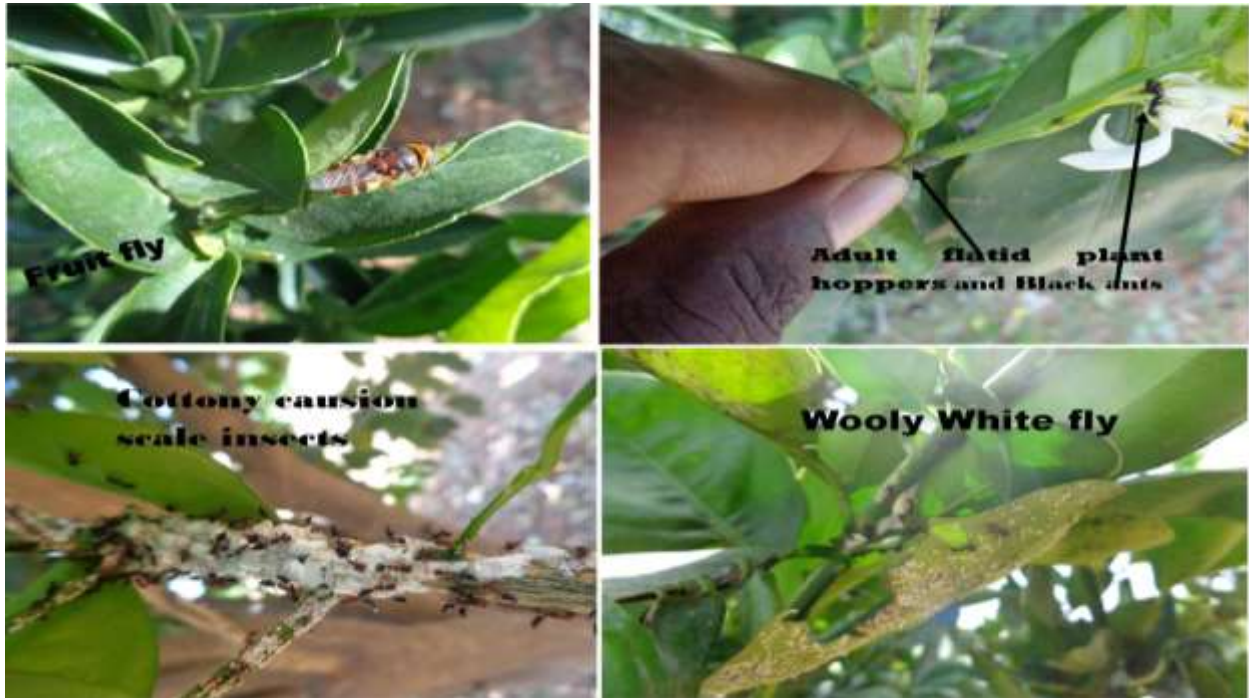 Fruit fly
Adult flatid plant
hoppers and Black ants
Cottony causion
scale insects
Wooly White fly